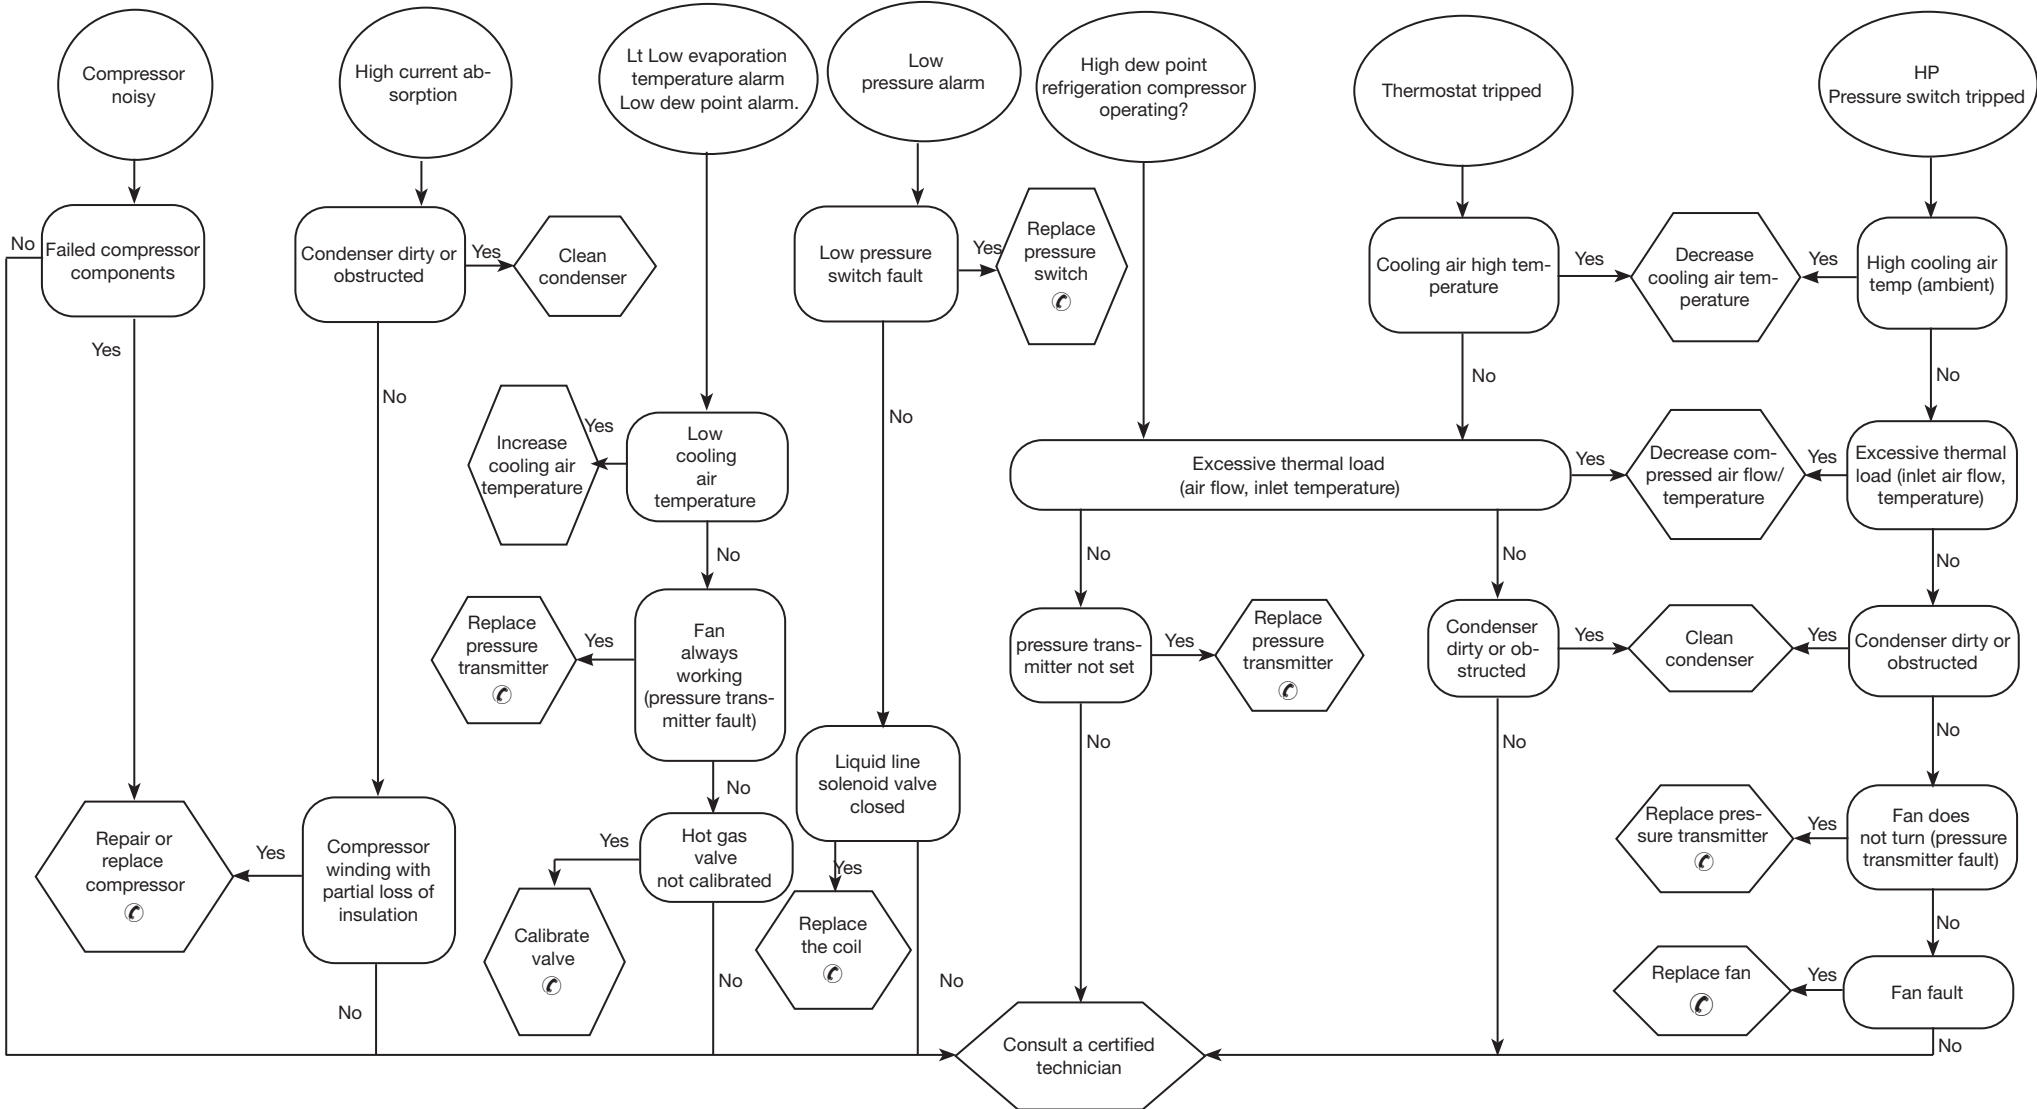 Compressor
noisy
High current ab-
sorption
Lt Low evaporation
temperature alarm
Low dew point alarm.
Low
pressure alarm
High dew point
refrigeration compressor
operating?
Thermostat tripped
HP
Pressure switch tripped
No
Failed compressor
components
Yes
Condenser dirty or
obstructed
Yes
Clean
condenser
No
Low pressure
switch fault
Yes
Replace
pressure
switch
No
Cooling air high tem-
perature
Yes
Decrease
cooling air tem-
perature
Yes
High cooling air
temp (ambient)
No
No
Increase
cooling air
temperature
Yes
Low
cooling
air
temperature
No
Excessive thermal load
(air flow, inlet temperature)
Yes
Decrease com-
pressed air flow/
temperature
Yes
Excessive thermal
load (inlet air flow,
temperature)
No
No
No
Replace
pressure
transmitter
Yes
Fan
always
working
(pressure trans-
mitter fault)
No
pressure trans-
mitter not set
Yes
Replace
pressure
transmitter
No
Condenser
dirty or ob-
structed
Yes
Clean
condenser
Yes
Condenser dirty or
obstructed
No
No
Liquid line
solenoid valve
closed
Yes
No
Repair or
replace
compressor
Yes
Compressor
winding with
partial loss of
insulation
No
Yes
Hot gas
valve
not calibrated
No
Calibrate
valve
Replace
the coil
Replace pres-
sure transmitter
Yes
Fan does
not turn (pressure
transmitter fault)
No
Replace fan
Yes
Fan fault
No
Consult a certified
technician